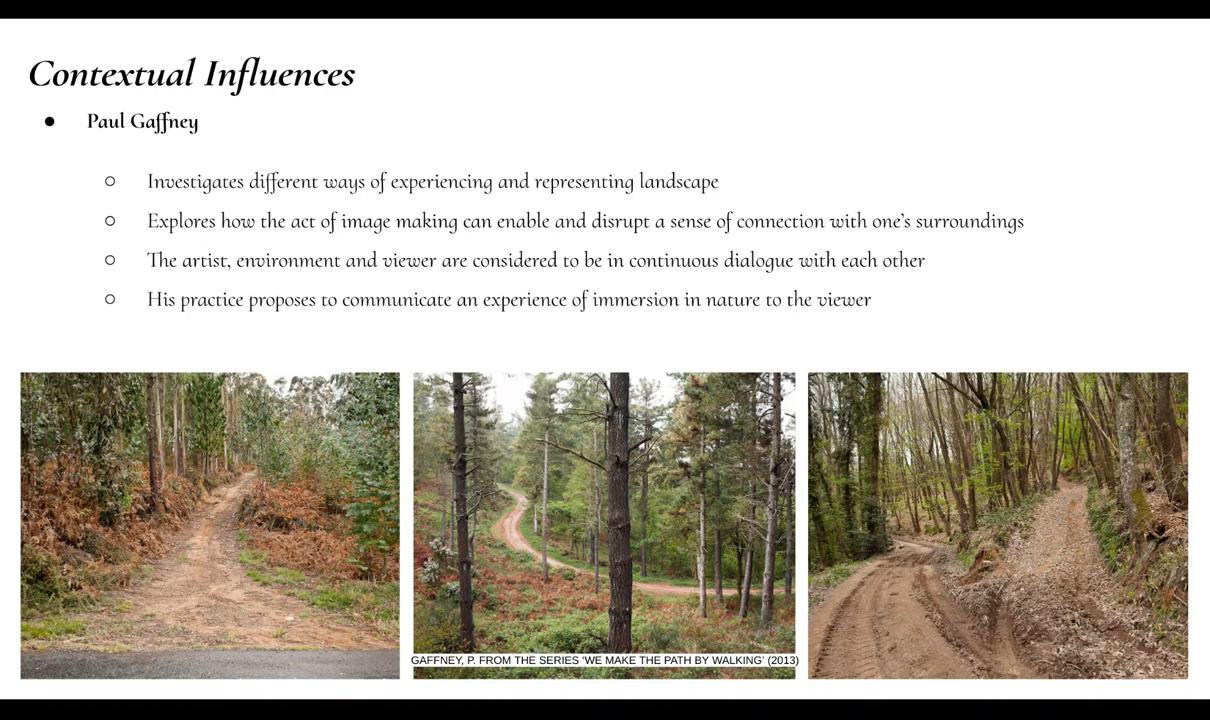 Contextual Influences
● Paul Gaffney
○ Investigates different ways of experiencing and representing landscape
○ Explores how the act of image making can enable and disrupt a sense of connection with one’s surroundings
○ The artist, environment and viewer are considered to be in continuous dialogue with each other
○ His practice proposes to communicate an experience of immersion in nature to the viewer
GAFFNEY, P. FROM THE SERIES ‘WE MAKE THE PATH BY WALKING’ (2013)